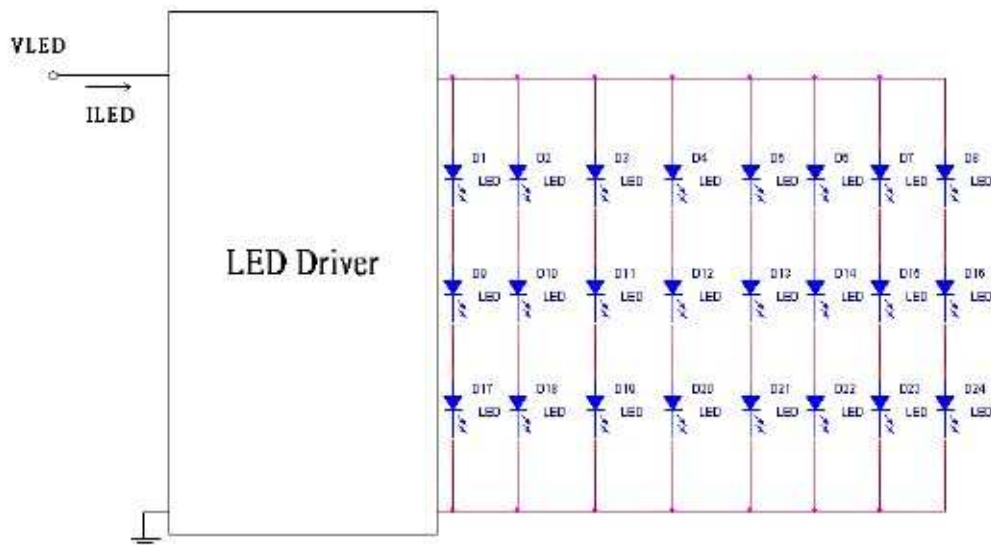 VLED
ILED
LED Driver
D1 D2 D3 D4 D5 D6 D7 D8
LED LED LED LED LED LED LED LED
D9 D10 D11 D12 D13 D14 D15 D16
LED LED LED LED LED LED LED LED
D17 D18 D19 D20 D21 D22 D23 D24
LED LED LED LED LED LED LED LED